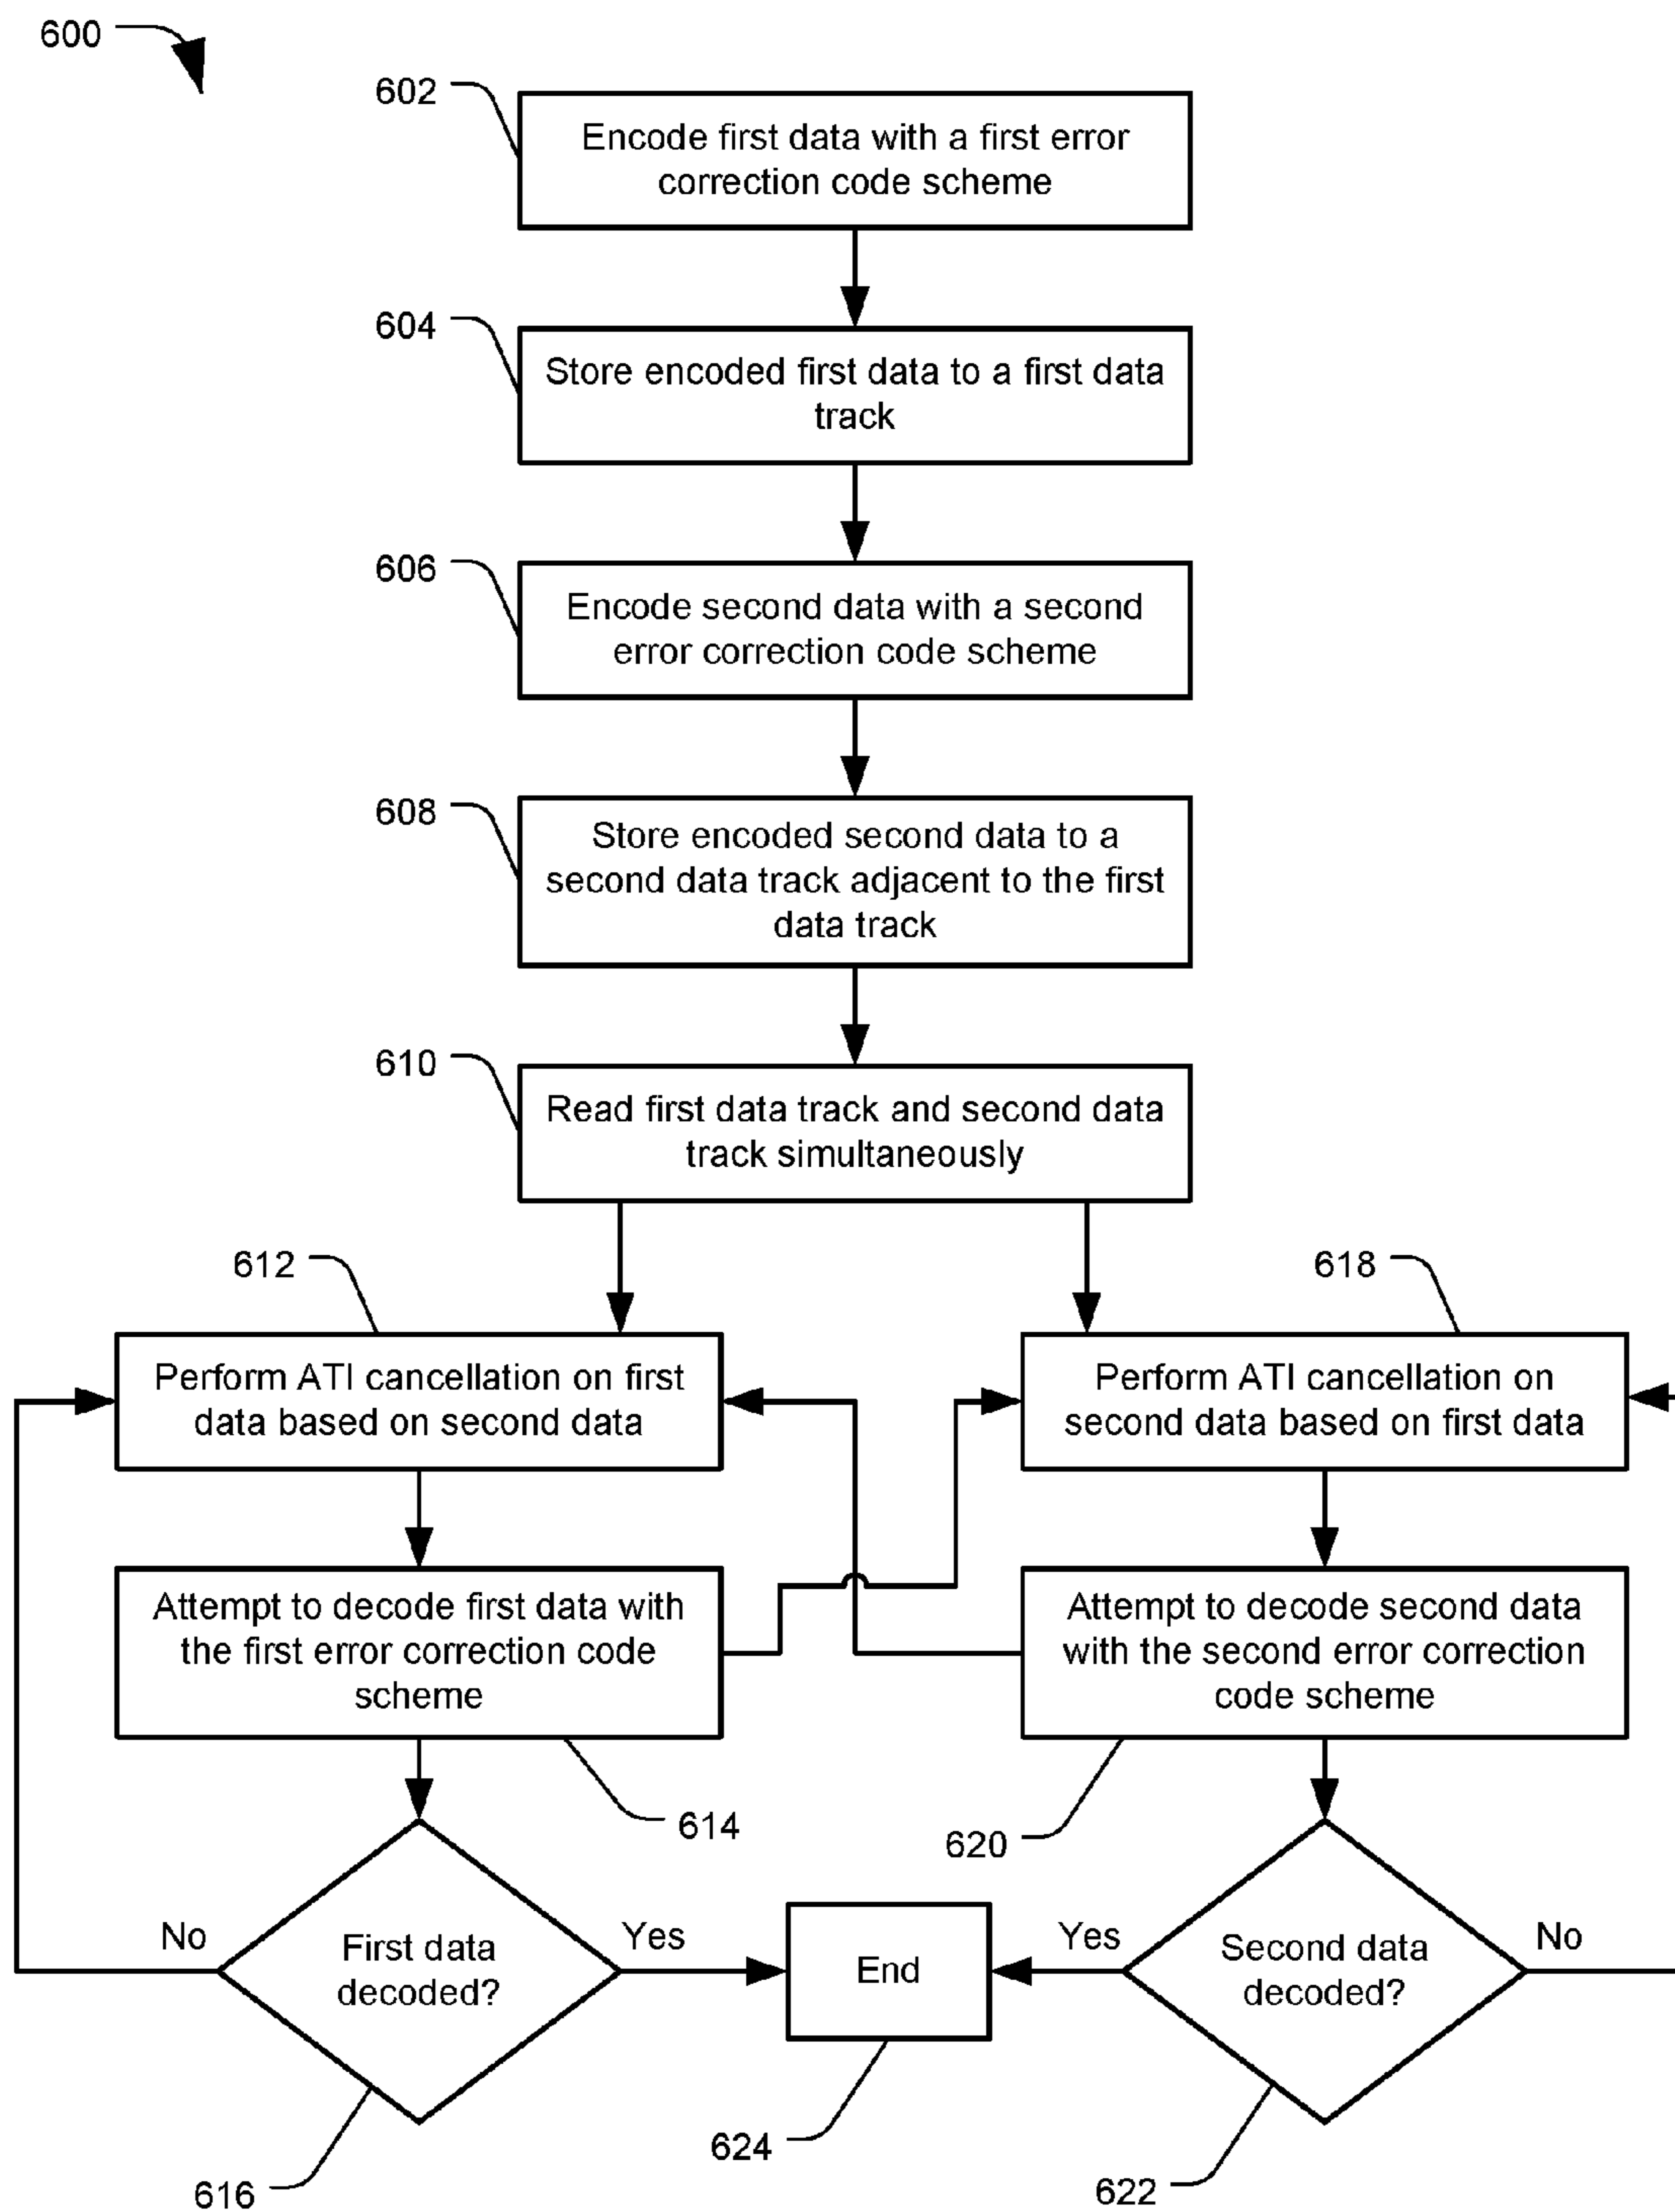 600
602
Encode first data with a first error
correction code scheme
604
Store encoded first data to a first data
track
606
Encode second data with a second
error correction code scheme
608
Store encoded second data to a
second data track adjacent to the first
data track
610
Read first data track and second data
track simultaneously
612
618
Perform ATI cancellation on first
data based on second data
Perform ATI cancellation on
second data based on first data
Attempt to decode first data with
the first error correction code
scheme
Attempt to decode second data
with the second error correction
code scheme
614
620
No
First data
decoded?
Yes
End
Yes
Second data
decoded?
No
616
624
622